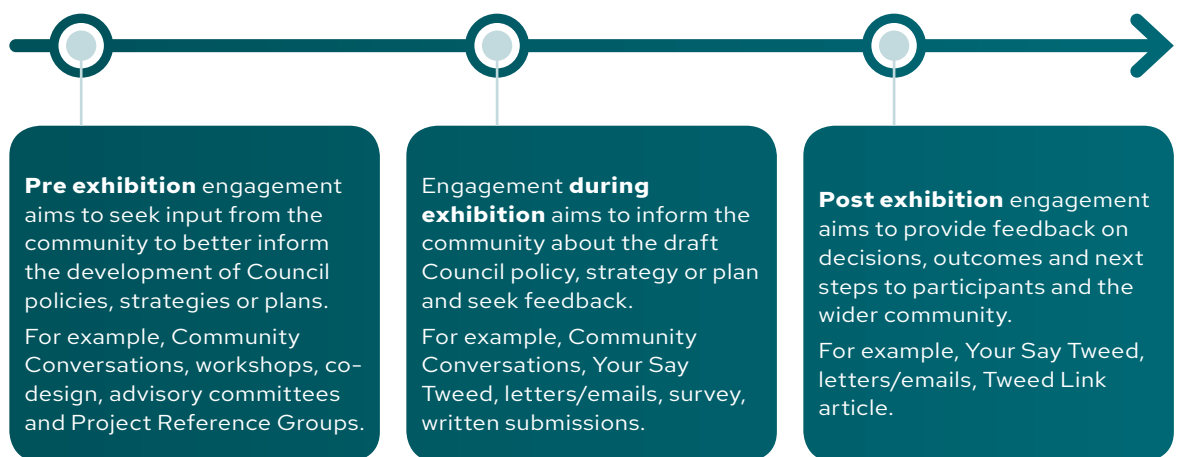 Pre exhibition engagement
aims to seek input from the
community to better inform
the development of Council
policies, strategies or plans.
For example, Community
Conversations, workshops, co-
design, advisory committees
and Project Reference Groups.
Engagement during
exhibition aims to inform the
community about the draft
Council policy, strategy or plan
and seek feedback.
For example, Community
Conversations, Your Say
Tweed, letters/emails, survey,
written submissions.
Post exhibition engagement
aims to provide feedback on
decisions, outcomes and next
steps to participants and the
wider community.
For example, Your Say Tweed,
letters/emails, Tweed Link
article.